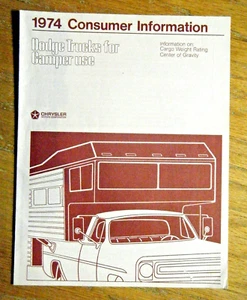 1974 Consumer Information
Dodge Trucks for
Camper use
Information on:
Cargo Weight Rating
Center of Gravity
CHRYSLER